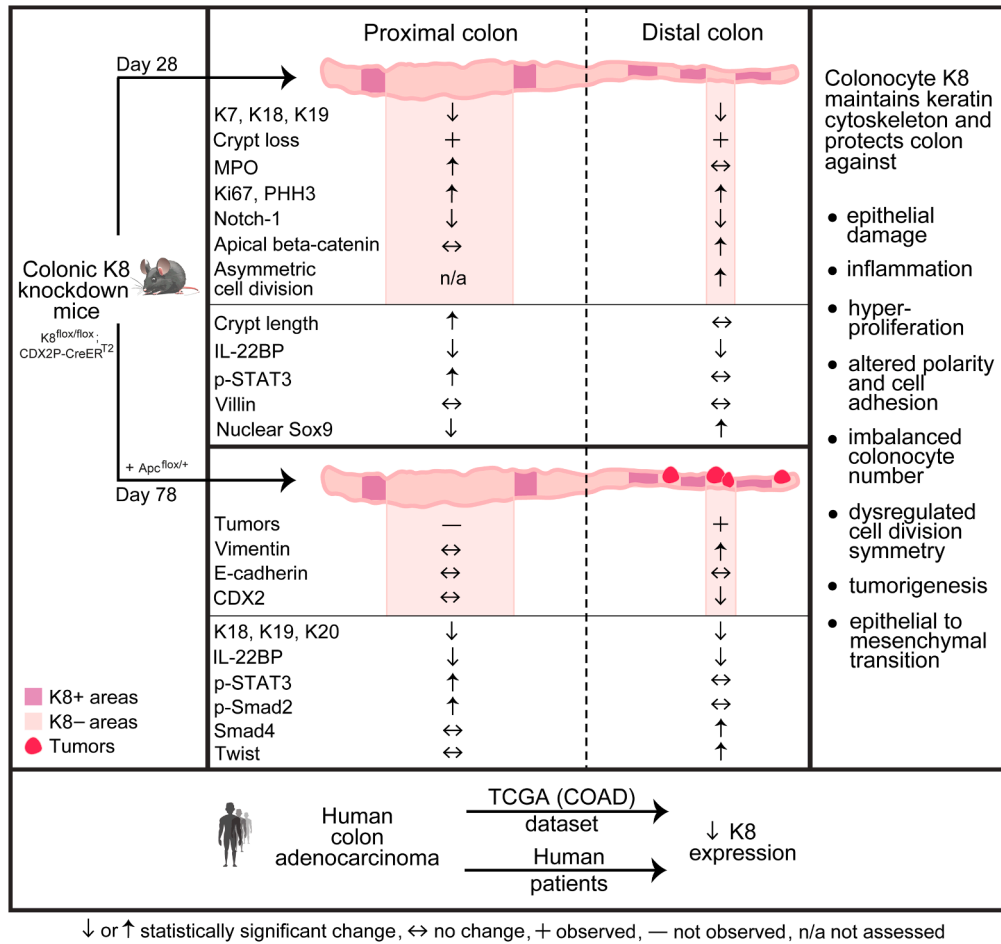 Proximal colon
Distal colon
Day 28
K7, K18, K19 ↓ ↓
Crypt loss + +
MPO ↑ ↔
Ki67, PHH3 ↑ ↑
Notch-1 ↓ ↓
Apical beta-catenin ↔ ↑
Asymmetric
cell division n/a ↑
Crypt length ↑ ↔
IL-22BP ↓ ↓
p-STAT3 ↑ ↔
Villin ↔ ↔
Nuclear Sox9 ↓ ↑
Colonic K8
knockdown
mice
K8flox/flox;
CDX2P-CreERT2
+ Apcflox/+
Day 78
Tumors — +
Vimentin ↔ ↑
E-cadherin ↔ ↔
CDX2 ↔ ↓
K18, K19, K20 ↓ ↓
IL-22BP ↓ ↓
p-STAT3 ↑ ↔
p-Smad2 ↑ ↔
Smad4 ↔ ↑
Twist ↔ ↑
K8+ areas
K8− areas
Tumors
Colonocyte K8
maintains keratin
cytoskeleton and
protects colon
against
• epithelial
damage
• inflammation
• hyper-
proliferation
• altered polarity
and cell
adhesion
• imbalanced
colonocyte
number
• dysregulated
cell division
symmetry
• tumorigenesis
• epithelial to
mesenchymal
transition
Human
colon
adenocarcinoma
TCGA (COAD)
dataset
Human
patients
↓ K8
expression
↓ or ↑ statistically significant change, ↔ no change, + observed, — not observed, n/a not assessed